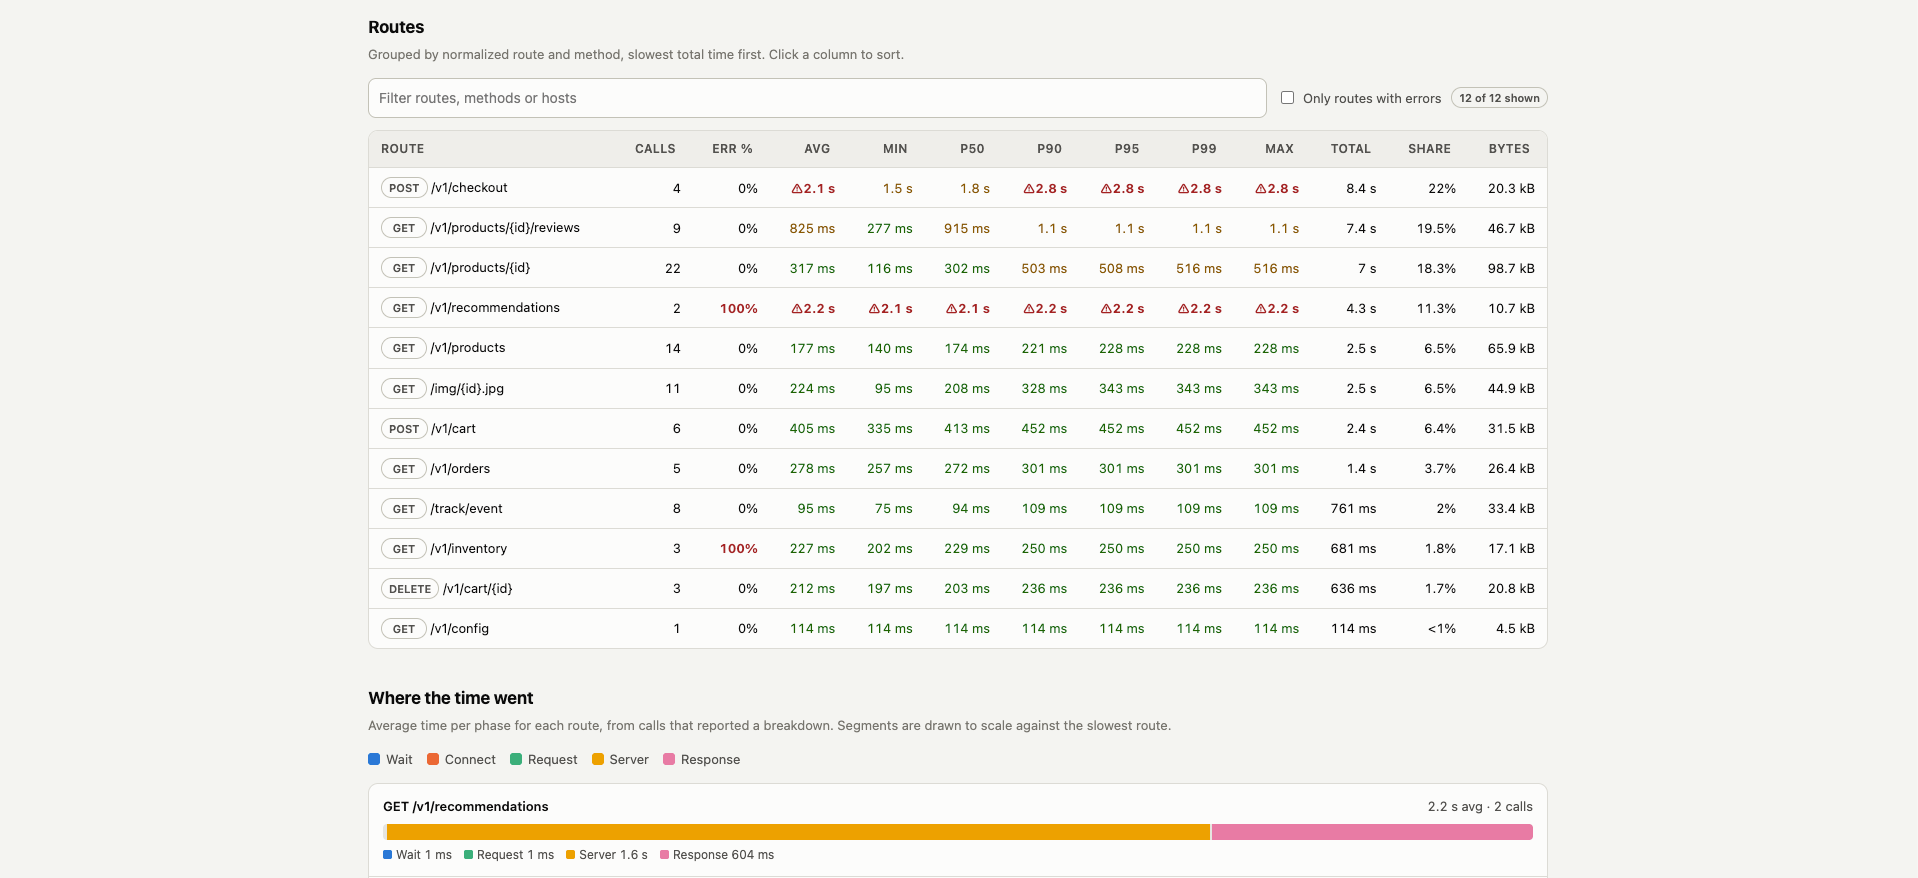 Routes
Grouped by normalized route and method, slowest total time first. Click a column to sort.
Filter routes, methods or hosts
Only routes with errors 12 of 12 shown
ROUTE CALLS ERR % AVG MIN P50 P90 P95 P99 MAX TOTAL SHARE BYTES
POST /v1/checkout 4 0% ⚠2.1 s 1.5 s 1.8 s ⚠2.8 s ⚠2.8 s ⚠2.8 s ⚠2.8 s 8.4 s 22% 20.3 kB
GET /v1/products/{id}/reviews 9 0% 825 ms 277 ms 915 ms 1.1 s 1.1 s 1.1 s 1.1 s 7.4 s 19.5% 46.7 kB
GET /v1/products/{id} 22 0% 317 ms 116 ms 302 ms 503 ms 508 ms 516 ms 516 ms 7 s 18.3% 98.7 kB
GET /v1/recommendations 2 100% ⚠2.2 s ⚠2.1 s ⚠2.1 s ⚠2.2 s ⚠2.2 s ⚠2.2 s ⚠2.2 s 4.3 s 11.3% 10.7 kB
GET /v1/products 14 0% 177 ms 140 ms 174 ms 221 ms 228 ms 228 ms 228 ms 2.5 s 6.5% 65.9 kB
GET /img/{id}.jpg 11 0% 224 ms 95 ms 208 ms 328 ms 343 ms 343 ms 343 ms 2.5 s 6.5% 44.9 kB
POST /v1/cart 6 0% 405 ms 335 ms 413 ms 452 ms 452 ms 452 ms 452 ms 2.4 s 6.4% 31.5 kB
GET /v1/orders 5 0% 278 ms 257 ms 272 ms 301 ms 301 ms 301 ms 301 ms 1.4 s 3.7% 26.4 kB
GET /track/event 8 0% 95 ms 75 ms 94 ms 109 ms 109 ms 109 ms 109 ms 761 ms 2% 33.4 kB
GET /v1/inventory 3 100% 227 ms 202 ms 229 ms 250 ms 250 ms 250 ms 250 ms 681 ms 1.8% 17.1 kB
DELETE /v1/cart/{id} 3 0% 212 ms 197 ms 203 ms 236 ms 236 ms 236 ms 236 ms 636 ms 1.7% 20.8 kB
GET /v1/config 1 0% 114 ms 114 ms 114 ms 114 ms 114 ms 114 ms 114 ms 114 ms <1% 4.5 kB
Where the time went
Average time per phase for each route, from calls that reported a breakdown. Segments are drawn to scale against the slowest route.
Wait Connect Request Server Response
GET /v1/recommendations 2.2 s avg · 2 calls
Wait 1 ms Request 1 ms Server 1.6 s Response 604 ms